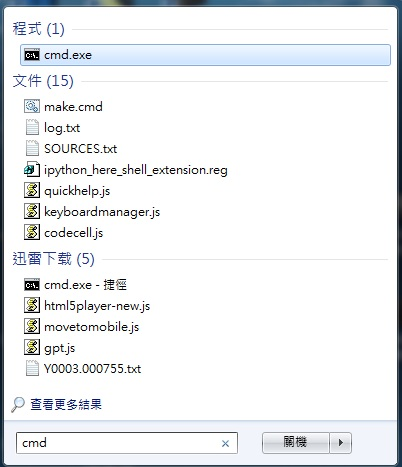 程式 (1)
cmd.exe
文件 (15)
make.cmd
log.txt
SOURCES.txt
ipython_here_shell_extension.reg
quickhelp.js
keyboardmanager.js
codecell.js
迅雷下载 (5)
cmd.exe - 捷徑
html5player-new.js
movetomobile.js
gpt.js
Y0003.000755.txt
查看更多結果
cmd
關機